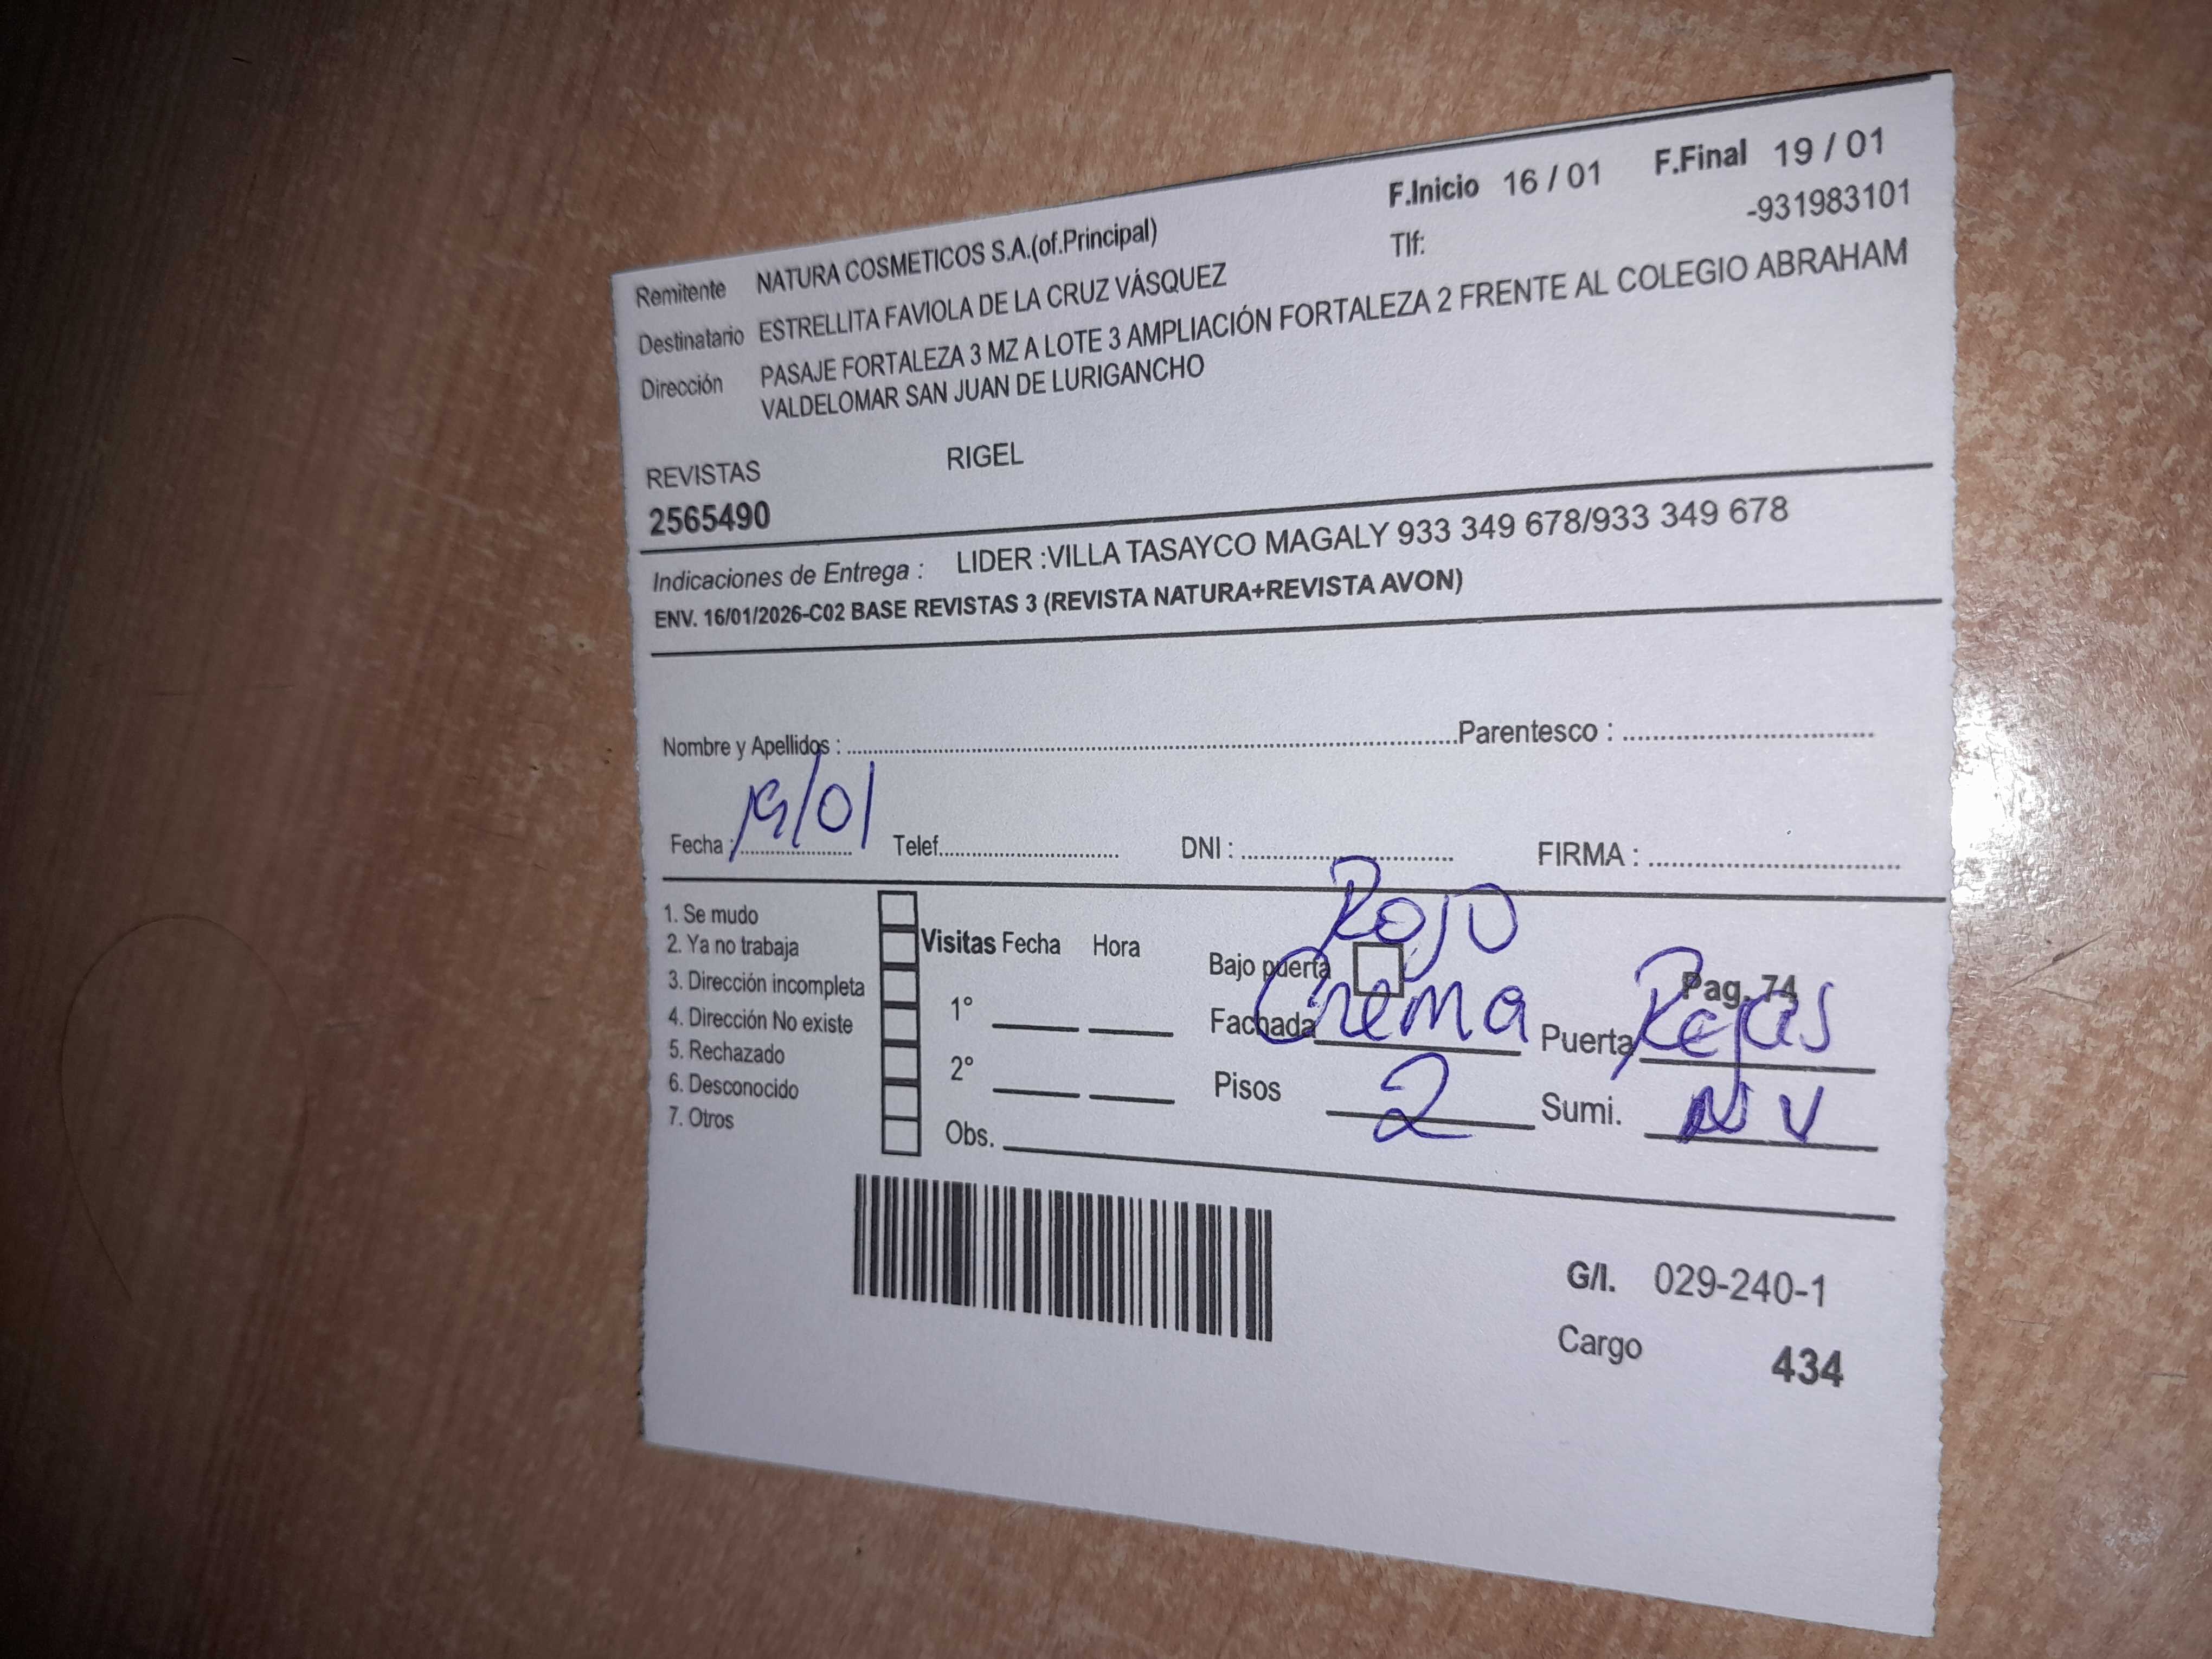 F.Inicio 16 / 01 F.Final 19 / 01
Remitente NATURA COSMETICOS S.A.(of.Principal) Tlf: -931983101
Destinatario ESTRELLITA FAVIOLA DE LA CRUZ VÁSQUEZ
Dirección PASAJE FORTALEZA 3 MZ A LOTE 3 AMPLIACIÓN FORTALEZA 2 FRENTE AL COLEGIO ABRAHAM
VALDELOMAR SAN JUAN DE LURIGANCHO
REVISTAS RIGEL
2565490
Indicaciones de Entrega : LIDER :VILLA TASAYCO MAGALY 933 349 678/933 349 678
ENV. 16/01/2026-C02 BASE REVISTAS 3 (REVISTA NATURA+REVISTA AVON)
Nombre y Apellidos : Parentesco :
Fecha : 19/01 Telef. DNI : FIRMA :
1. Se mudo
2. Ya no trabaja
3. Dirección incompleta
4. Dirección No existe
5. Rechazado
6. Desconocido
7. Otros
Visitas Fecha Hora
1°
2°
Obs.
Rojo
Bajo puerta Pag. 74
Fachada Crema Puerta Rejas
Pisos 2 Sumi. NV
G/I. 029-240-1
Cargo 434